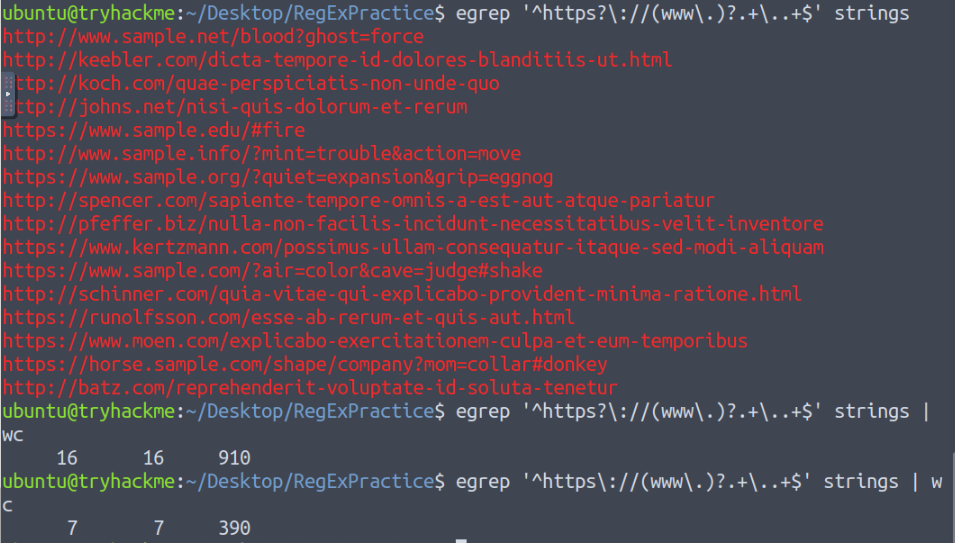 ubuntu@tryhackme:~/Desktop/RegExPractice$ egrep '^https?\://(www\.)?.+\..+$' strings
http://www.sample.net/blood?ghost=force
http://keebler.com/dicta-tempore-id-dolores-blanditiis-ut.html
ttp://koch.com/quae-perspiciatis-non-unde-quo
ttp://johns.net/nisi-quis-dolorum-et-rerum
https://www.sample.edu/#fire
http://www.sample.info/?mint=trouble&action=move
https://www.sample.org/?quiet=expansion&grip=eggnog
http://spencer.com/sapiente-tempore-omnis-a-est-aut-atque-pariatur
http://pfeffer.biz/nulla-non-facilis-incidunt-necessitatibus-velit-inventore
https://www.kertzmann.com/possimus-ullam-consequatur-itaque-sed-modi-aliquam
https://www.sample.com/?air=color&cave=judge#shake
http://schinner.com/quia-vitae-qui-explicabo-provident-minima-ratione.html
https://runolfsson.com/esse-ab-rerum-et-quis-aut.html
https://www.moen.com/explicabo-exercitationem-culpa-et-eum-temporibus
https://horse.sample.com/shape/company?mom=collar#donkey
http://batz.com/reprehenderit-voluptate-id-soluta-tenetur
ubuntu@tryhackme:~/Desktop/RegExPractice$ egrep '^https?\://(www\.)?.+\..+$' strings |
wc
16 16 910
ubuntu@tryhackme:~/Desktop/RegExPractice$ egrep '^https\://(www\.)?.+\..+$' strings | w
c
7 7 390